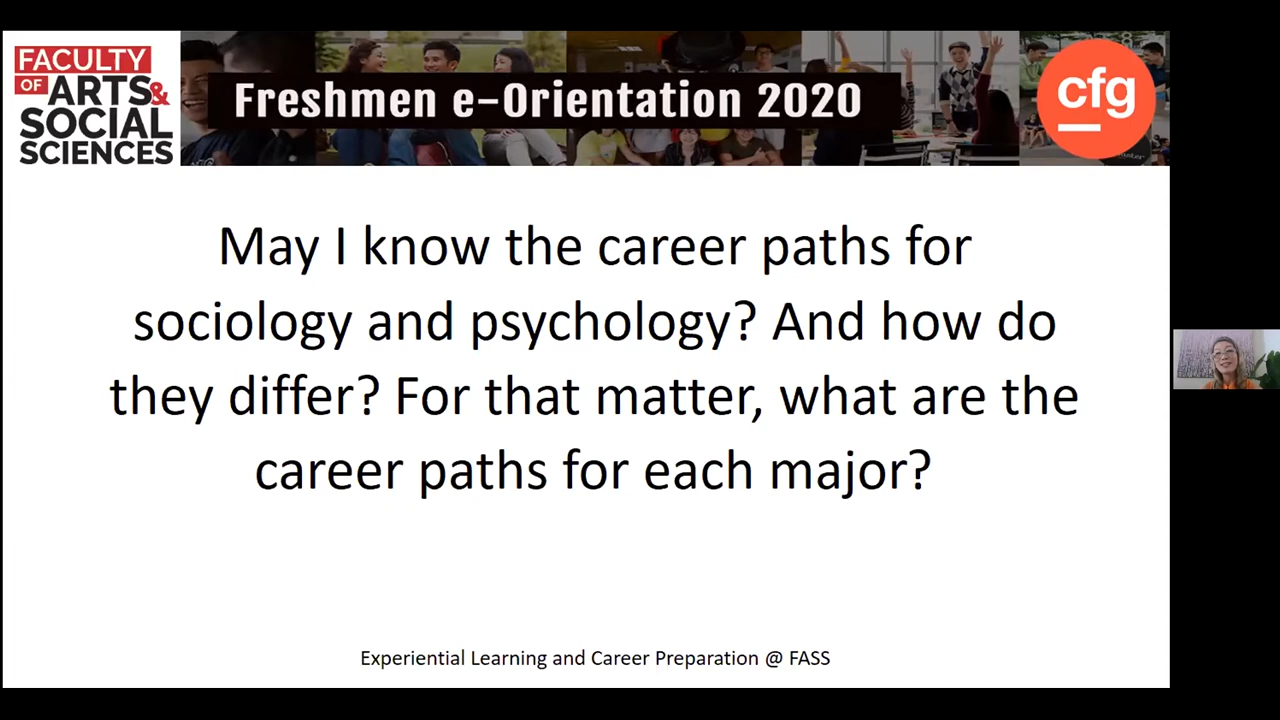 FACULTY
OF ARTS&
SOCIAL
SCIENCES
Freshmen e-Orientation 2020
cfg
May I know the career paths for
sociology and psychology? And how do
they differ? For that matter, what are the
career paths for each major?
Experiential Learning and Career Preparation @ FASS